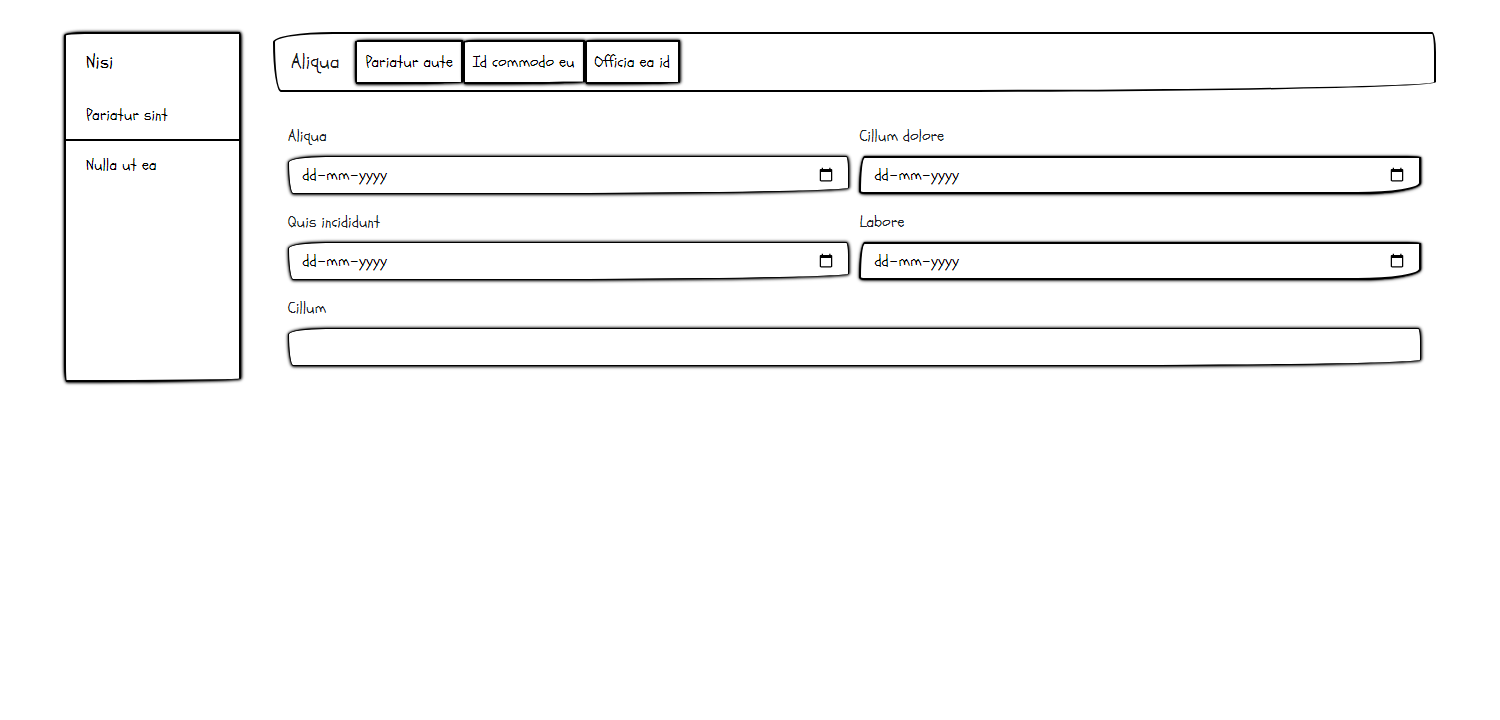 Nisi
Pariatur sint
Nulla ut ea
Aliqua Pariatur aute Id commodo eu Officia ea id
Aliqua Cillum dolore
dd-mm-yyyy dd-mm-yyyy
Quis incididunt Labore
dd-mm-yyyy dd-mm-yyyy
Cillum